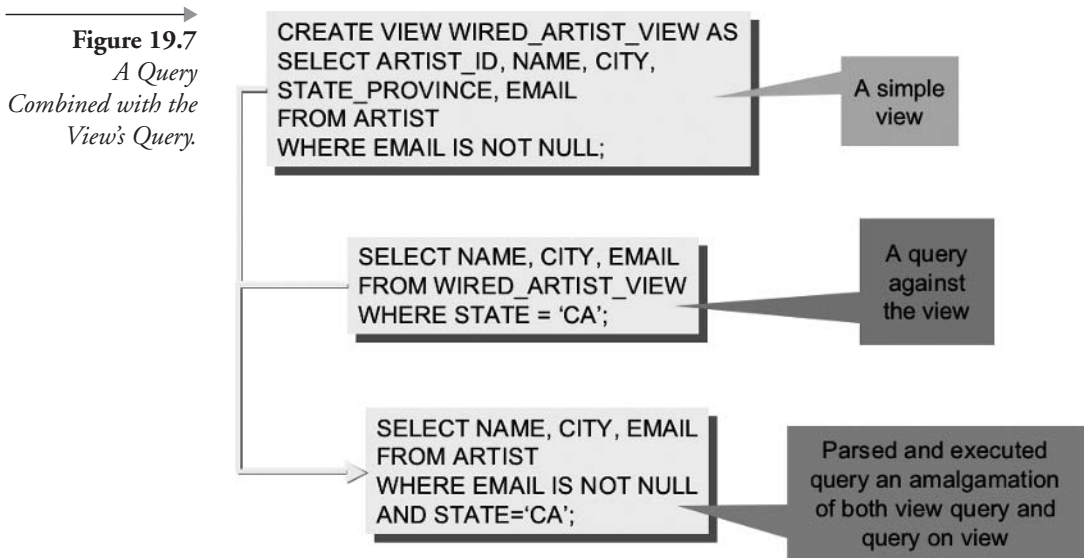 Figure 19.7
A Query
Combined with the
View's Query.
CREATE VIEW WIRED_ARTIST_VIEW AS
SELECT ARTIST_ID, NAME, CITY,
STATE_PROVINCE, EMAIL
FROM ARTIST
WHERE EMAIL IS NOT NULL;
A simple
view
SELECT NAME, CITY, EMAIL
FROM WIRED_ARTIST_VIEW
WHERE STATE = ‘CA’;
A query
against
the view
SELECT NAME, CITY, EMAIL
FROM ARTIST
WHERE EMAIL IS NOT NULL
AND STATE=‘CA’;
Parsed and executed
query an amalgamation
of both view query and
query on view